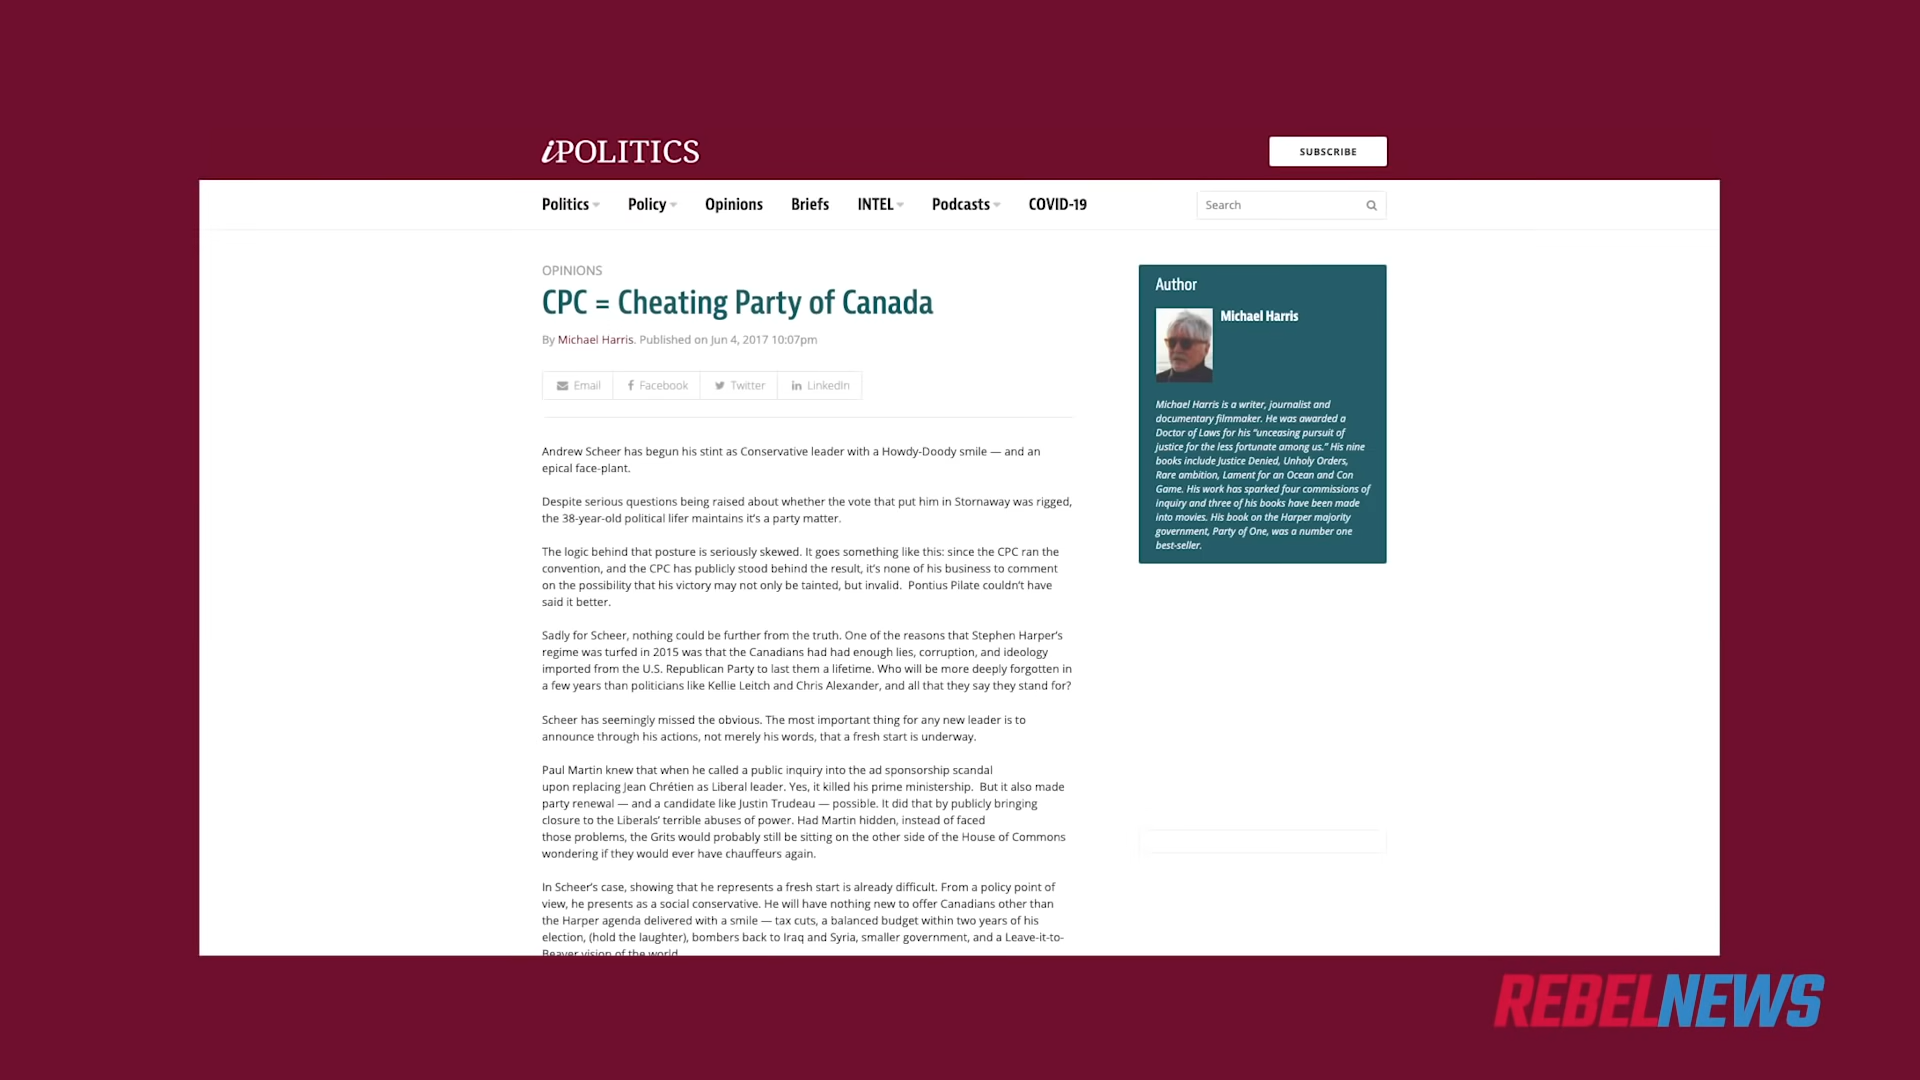 iPOLITICS
SUBSCRIBE
Politics Policy Opinions Briefs INTEL Podcasts COVID-19
Search
OPINIONS
CPC = Cheating Party of Canada
By Michael Harris. Published on Jun 4, 2017 10:07pm
Email Facebook Twitter LinkedIn
Andrew Scheer has begun his stint as Conservative leader with a Howdy-Doody smile — and an
epical face-plant.
Despite serious questions being raised about whether the vote that put him in Stornaway was rigged,
the 38-year-old political lifer maintains it’s a party matter.
The logic behind that posture is seriously skewed. It goes something like this: since the CPC ran the
convention, and the CPC has publicly stood behind the result, it’s none of his business to comment
on the possibility that his victory may not only be tainted, but invalid. Pontius Pilate couldn’t have
said it better.
Sadly for Scheer, nothing could be further from the truth. One of the reasons that Stephen Harper’s
regime was turfed in 2015 was that the Canadians had had enough lies, corruption, and ideology
imported from the U.S. Republican Party to last them a lifetime. Who will be more deeply forgotten in
a few years than politicians like Kellie Leitch and Chris Alexander, and all that they say they stand for?
Scheer has seemingly missed the obvious. The most important thing for any new leader is to
announce through his actions, not merely his words, that a fresh start is underway.
Paul Martin knew that when he called a public inquiry into the ad sponsorship scandal
upon replacing Jean Chrétien as Liberal leader. Yes, it killed his prime ministership. But it also made
party renewal — and a candidate like Justin Trudeau — possible. It did that by publicly bringing
closure to the Liberals’ terrible abuses of power. Had Martin hidden, instead of faced
those problems, the Grits would probably still be sitting on the other side of the House of Commons
wondering if they would ever have chauffeurs again.
In Scheer’s case, showing that he represents a fresh start is already difficult. From a policy point of
view, he presents as a social conservative. He will have nothing new to offer Canadians other than
the Harper agenda delivered with a smile — tax cuts, a balanced budget within two years of his
election, (hold the laughter), bombers back to Iraq and Syria, smaller government, and a Leave-it-to-
Beaver vision of the world.
Author
Michael Harris
Michael Harris is a writer, journalist and
documentary filmmaker. He was awarded a
Doctor of Laws for his “unceasing pursuit of
justice for the less fortunate among us.” His nine
books include Justice Denied, Unholy Orders,
Rare ambition, Lament for an Ocean and Con
Game. His work has sparked four commissions of
inquiry and three of his books have been made
into movies. His book on the Harper majority
government, Party of One, was a number one
best-seller.
REBELNEWS